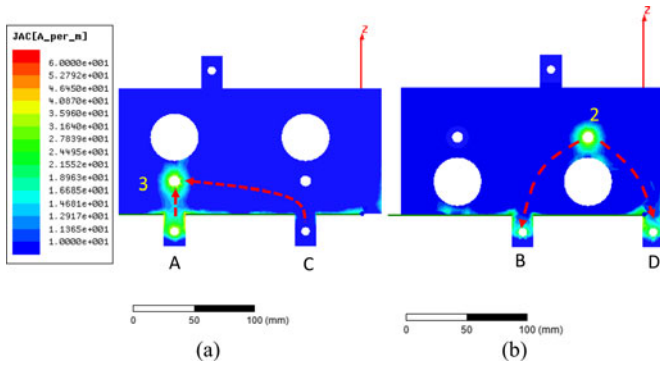 JAC[A_per_m]
6.0000e+001
5.2792e+001
4.6450e+001
4.0870e+001
3.5960e+001
3.1640e+001
2.7839e+001
2.4495e+001
2.1552e+001
1.8963e+001
1.6685e+001
1.4681e+001
1.2917e+001
1.1365e+001
1.0000e+001
Z
3
A
C
0 50 100 (mm)
(a)
Z
2
B
D
0 50 100 (mm)
(b)